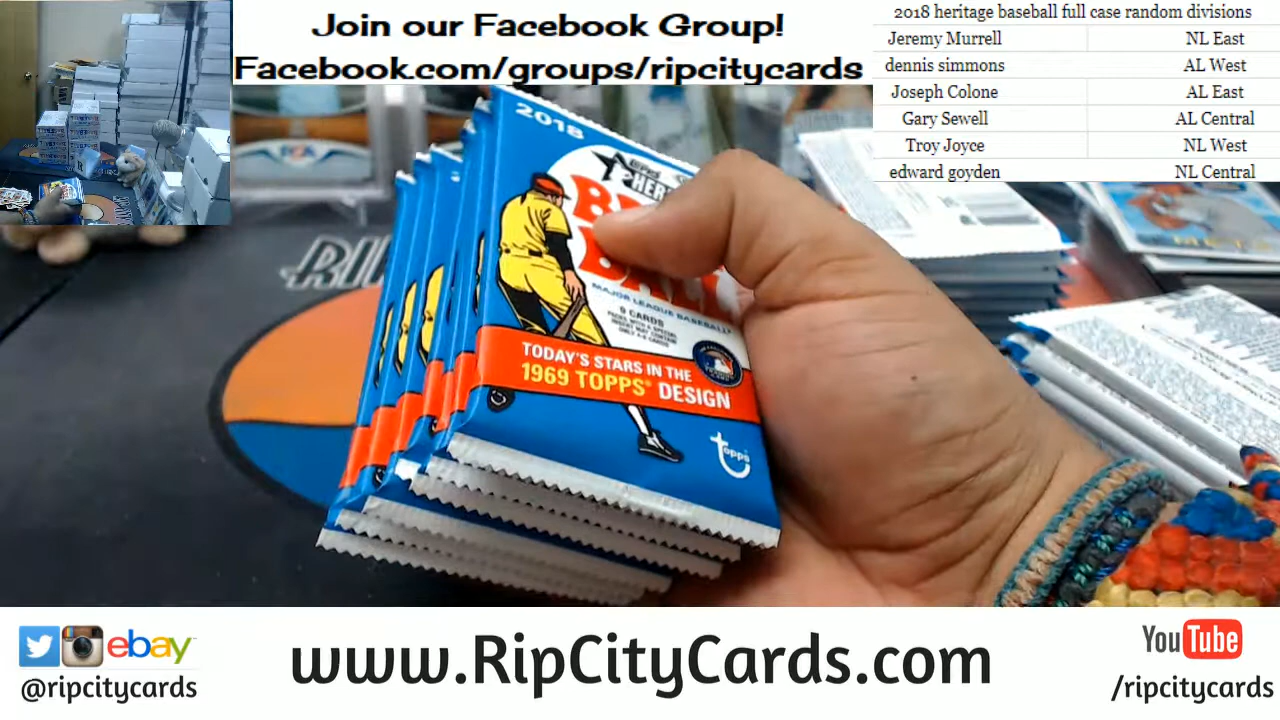 Join our Facebook Group!
Facebook.com/groups/ripcitycards
2018 heritage baseball full case random divisions
Jeremy Murrell NL East
dennis simmons AL West
Joseph Colone AL East
Gary Sewell AL Central
Troy Joyce NL West
edward goyden NL Central
2018
MAJOR LEAGUE BASEBALL
9 CARDS
TODAY'S STARS IN THE
1969 TOPPS® DESIGN
topps
ebay
@ripcitycards
www.RipCityCards.com
YouTube
/ripcitycards